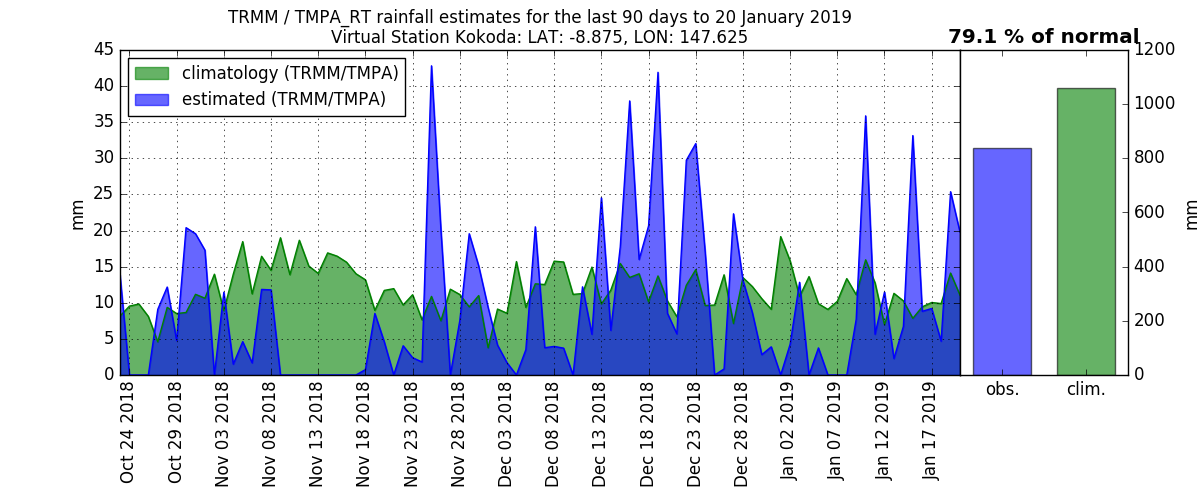 TRMM / TMPA_RT rainfall estimates for the last 90 days to 20 January 2019
Virtual Station Kokoda: LAT: -8.875, LON: 147.625
79.1 % of normal
climatology (TRMM/TMPA)
estimated (TRMM/TMPA)
mm
45
40
35
30
25
20
15
10
5
0
Oct 24 2018
Oct 29 2018
Nov 03 2018
Nov 08 2018
Nov 13 2018
Nov 18 2018
Nov 23 2018
Nov 28 2018
Dec 03 2018
Dec 08 2018
Dec 13 2018
Dec 18 2018
Dec 23 2018
Dec 28 2018
Jan 02 2019
Jan 07 2019
Jan 12 2019
Jan 17 2019
obs.
clim.
1200
1000
800
600
400
200
0
mm